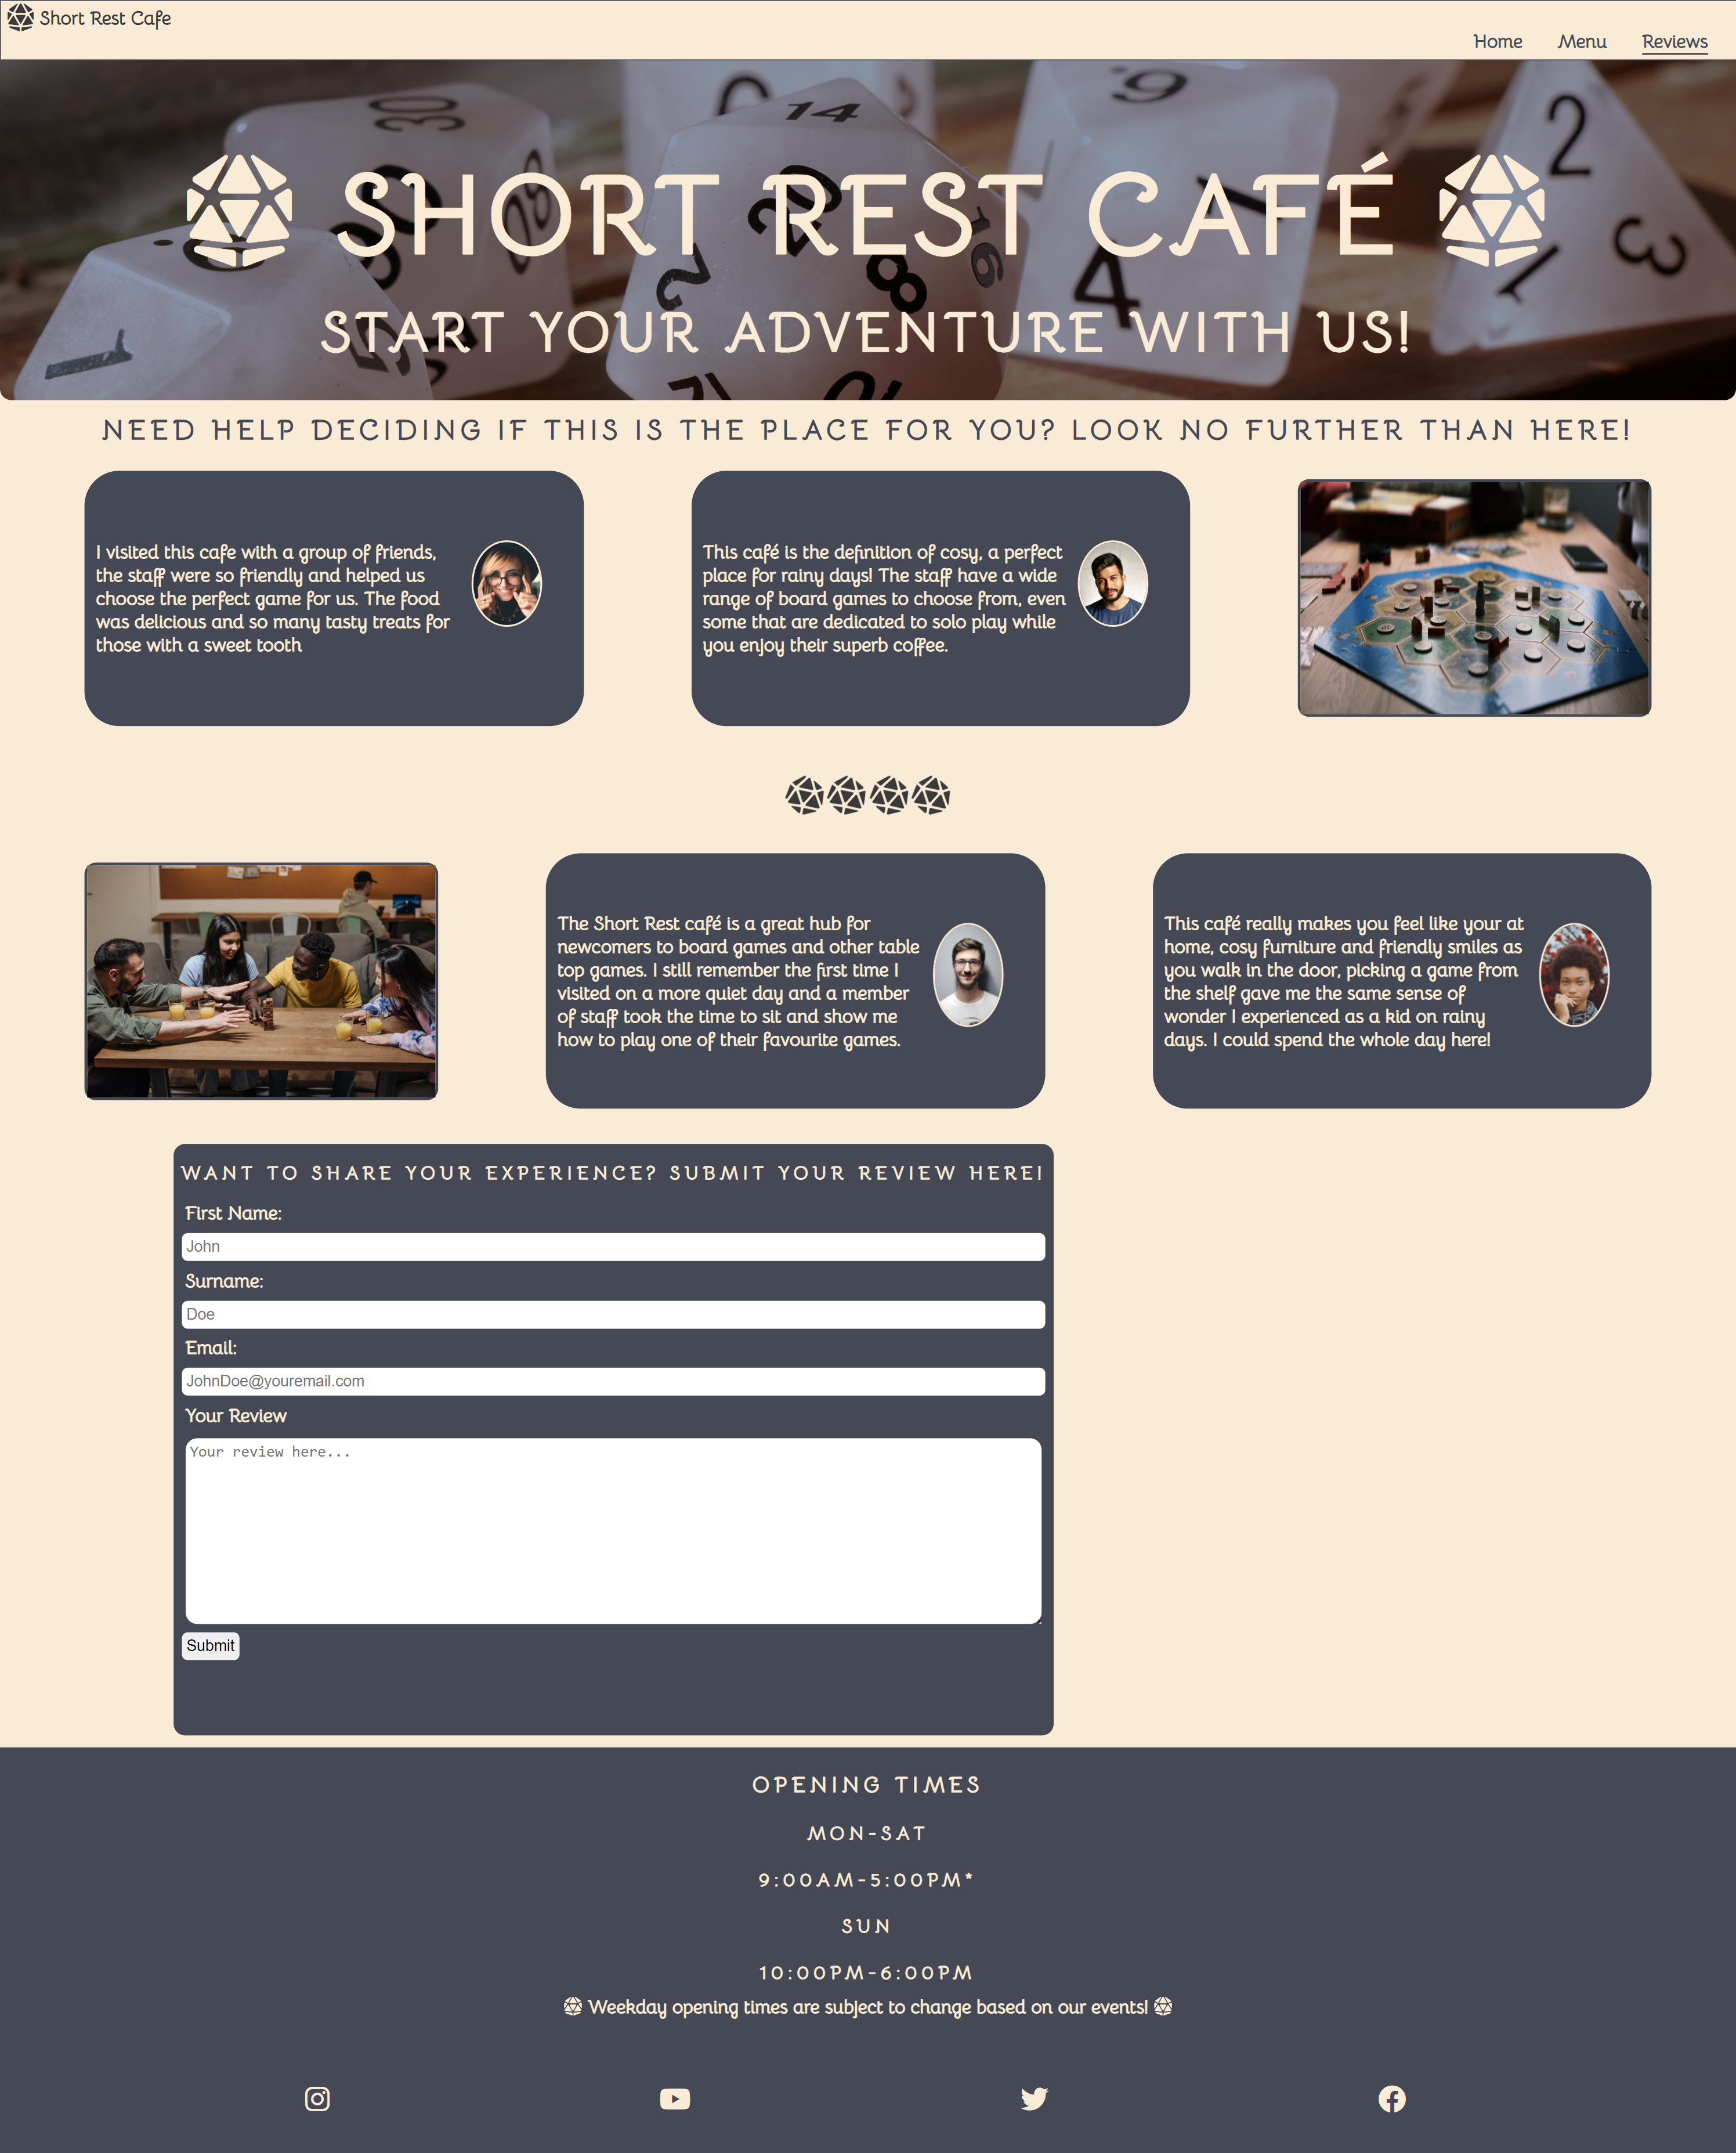 Short Rest Cafe
Home Menu Reviews
SHORT REST CAFÉ
START YOUR ADVENTURE WITH US!
NEED HELP DECIDING IF THIS IS THE PLACE FOR YOU? LOOK NO FURTHER THAN HERE!
I visited this cafe with a group of friends,
the staff were so friendly and helped us
choose the perfect game for us. The food
was delicious and so many tasty treats for
those with a sweet tooth
This café is the definition of cosy, a perfect
place for rainy days! The staff have a wide
range of board games to choose from, even
some that are dedicated to solo play while
you enjoy their superb coffee.
The Short Rest café is a great hub for
newcomers to board games and other table
top games. I still remember the first time I
visited on a more quiet day and a member
of staff took the time to sit and show me
how to play one of their favourite games.
This café really makes you feel like your at
home, cosy furniture and friendly smiles as
you walk in the door, picking a game from
the shelf gave me the same sense of
wonder I experienced as a kid on rainy
days. I could spend the whole day here!
WANT TO SHARE YOUR EXPERIENCE? SUBMIT YOUR REVIEW HERE!
First Name:
John
Surname:
Doe
Email:
JohnDoe@youremail.com
Your Review
Your review here...
Submit
OPENING TIMES
MON-SAT
9:00AM-5:00PM*
SUN
10:00PM-6:00PM
Weekday opening times are subject to change based on our events!